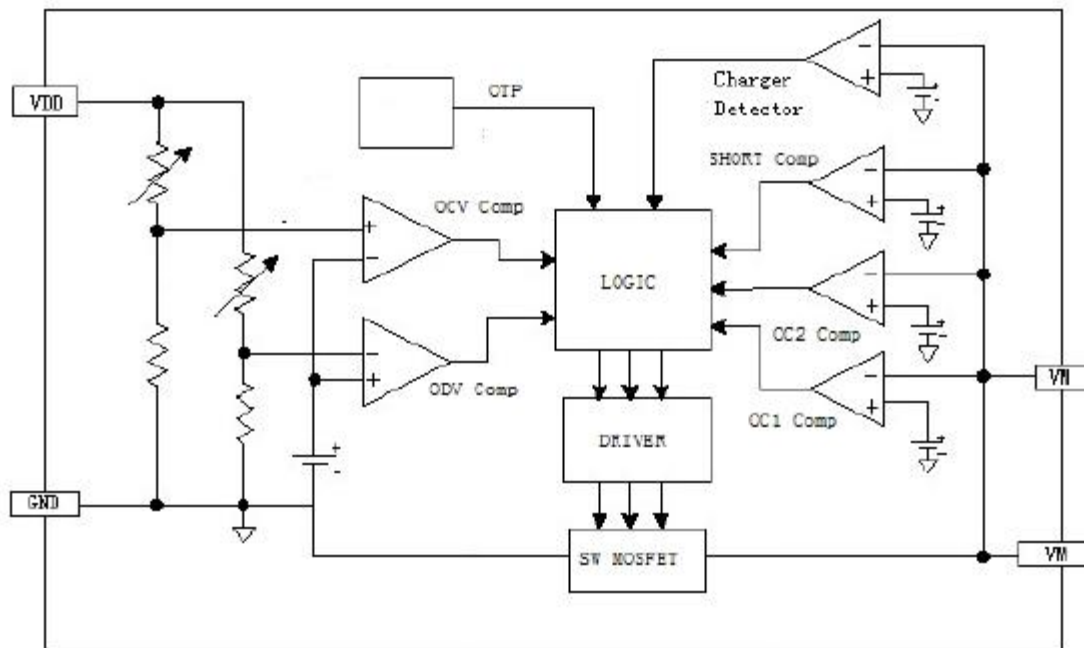 VDD
OTP
Charger
Detector
SHORT Comp
OCV Comp
LOGIC
OC2 Comp
ODV Comp
OC1 Comp
VM
DRIVER
GND
SW MOSFET
VM